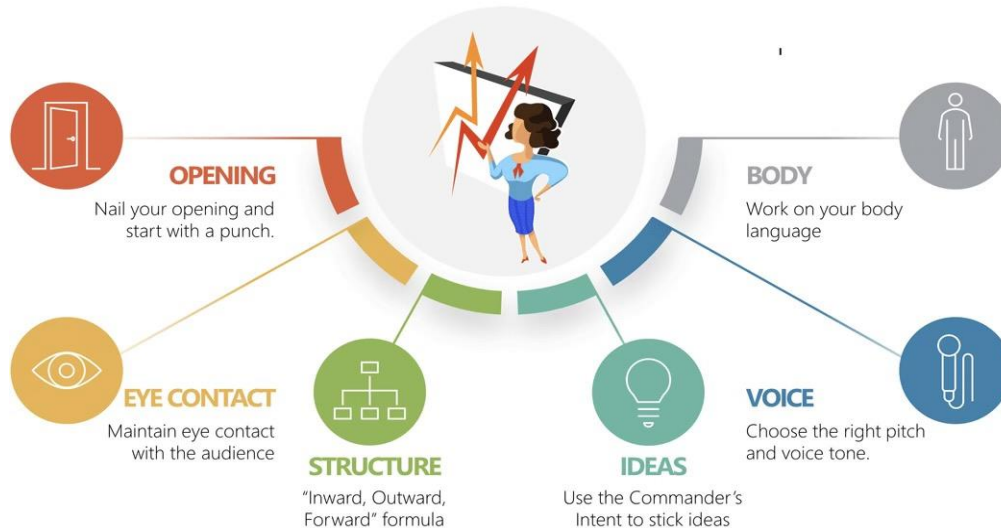 OPENING
Nail your opening and
start with a punch.
EYE CONTACT
Maintain eye contact
with the audience
STRUCTURE
"Inward, Outward,
Forward" formula
IDEAS
Use the Commander's
Intent to stick ideas
VOICE
Choose the right pitch
and voice tone.
BODY
Work on your body
language